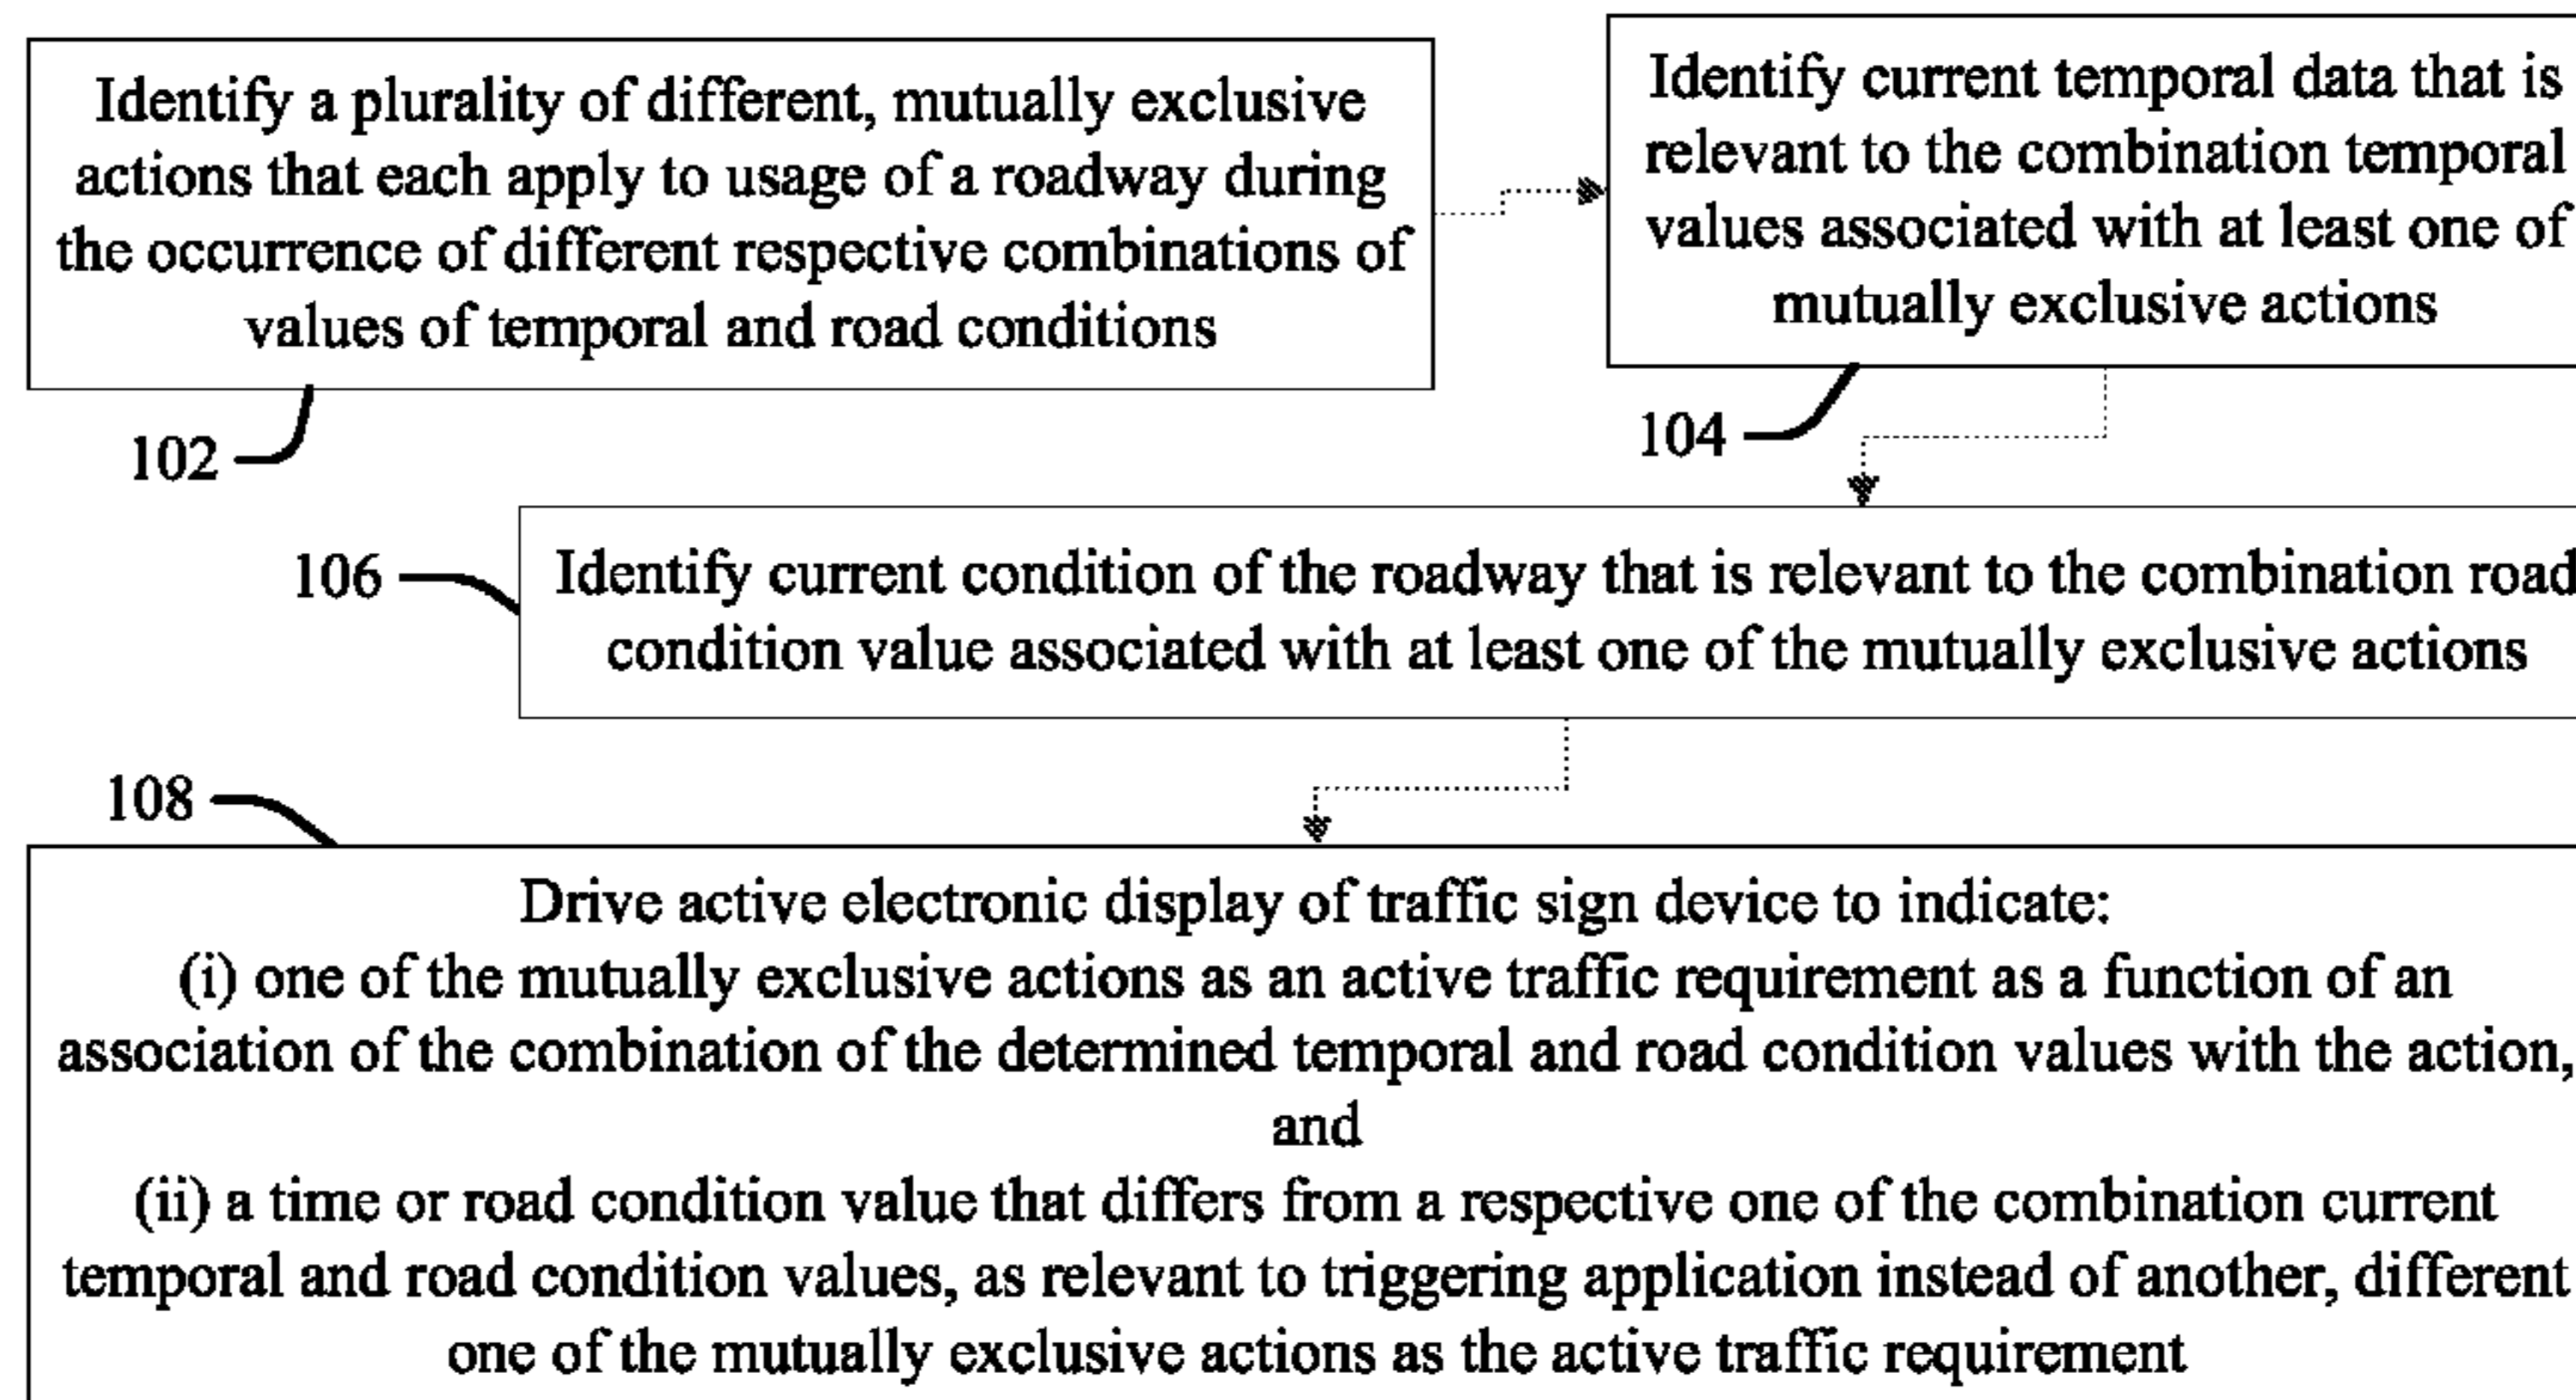 Identify a plurality of different, mutually exclusive
actions that each apply to usage of a roadway during
the occurrence of different respective combinations of
values of temporal and road conditions
102
Identify current temporal data that is
relevant to the combination temporal
values associated with at least one of
mutually exclusive actions
104
106
Identify current condition of the roadway that is relevant to the combination road
condition value associated with at least one of the mutually exclusive actions
108
Drive active electronic display of traffic sign device to indicate:
(i) one of the mutually exclusive actions as an active traffic requirement as a function of an
association of the combination of the determined temporal and road condition values with the action,
and
(ii) a time or road condition value that differs from a respective one of the combination current
temporal and road condition values, as relevant to triggering application instead of another, different
one of the mutually exclusive actions as the active traffic requirement